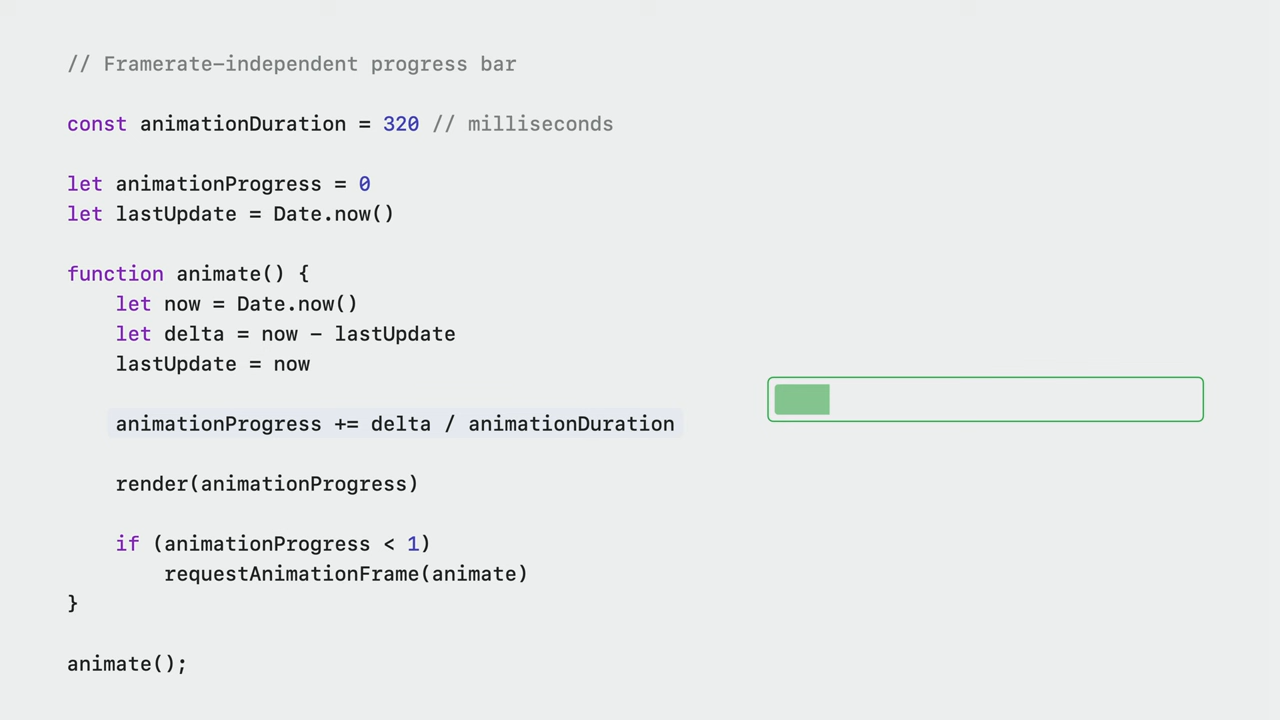 // Framerate-independent progress bar
const animationDuration = 320 // milliseconds
let animationProgress = 0
let lastUpdate = Date.now()
function animate() {
    let now = Date.now()
    let delta = now - lastUpdate
    lastUpdate = now
    animationProgress += delta / animationDuration
    render(animationProgress)
    if (animationProgress < 1)
        requestAnimationFrame(animate)
}
animate();